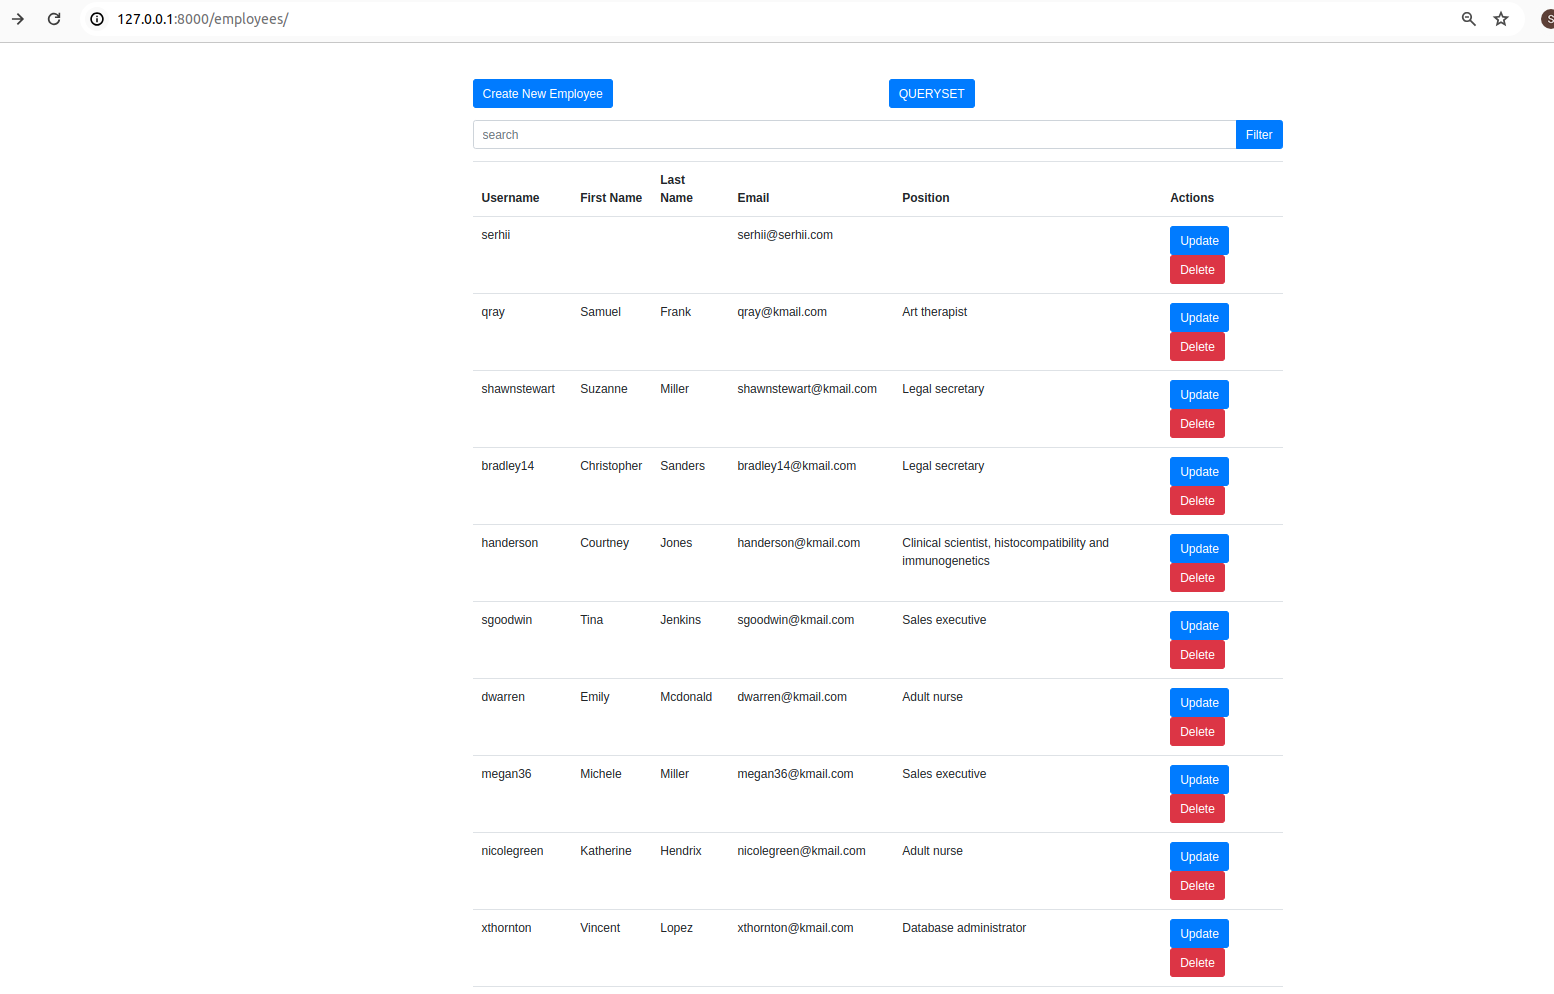 127.0.0.1:8000/employees/
S
Create New Employee QUERYSET
search Filter
Username First Name Last Name Email Position Actions
serhii serhii@serhii.com Update
Delete
qray Samuel Frank qray@kmail.com Art therapist Update
Delete
shawnstewart Suzanne Miller shawnstewart@kmail.com Legal secretary Update
Delete
bradley14 Christopher Sanders bradley14@kmail.com Legal secretary Update
Delete
handerson Courtney Jones handerson@kmail.com Clinical scientist, histocompatibility and immunogenetics Update
Delete
sgoodwin Tina Jenkins sgoodwin@kmail.com Sales executive Update
Delete
dwarren Emily Mcdonald dwarren@kmail.com Adult nurse Update
Delete
megan36 Michele Miller megan36@kmail.com Sales executive Update
Delete
nicolegreen Katherine Hendrix nicolegreen@kmail.com Adult nurse Update
Delete
xthornton Vincent Lopez xthornton@kmail.com Database administrator Update
Delete